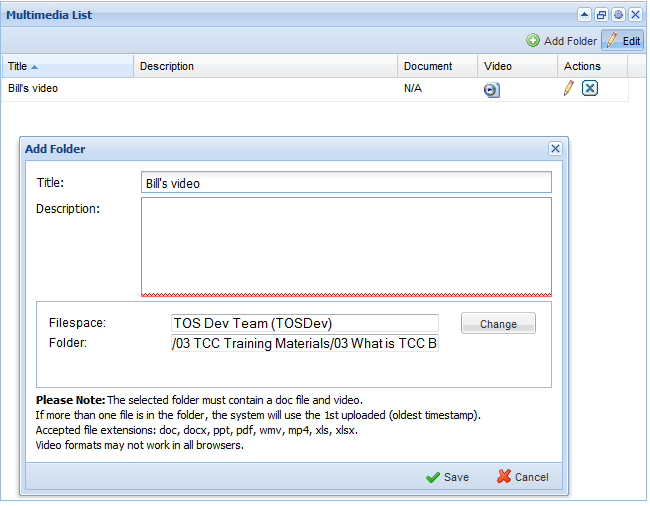 Multimedia List
Add Folder Edit
Title Description Document Video Actions
Bill's video N/A
Add Folder
Title: Bill's video
Description:
Filespace: TOS Dev Team (TOSDev) Change
Folder: /03 TCC Training Materials/03 What is TCC B
Please Note: The selected folder must contain a doc file and video.
If more than one file is in the folder, the system will use the 1st uploaded (oldest timestamp).
Accepted file extensions: doc, docx, ppt, pdf, wmv, mp4, xls, xlsx.
Video formats may not work in all browsers.
Save Cancel